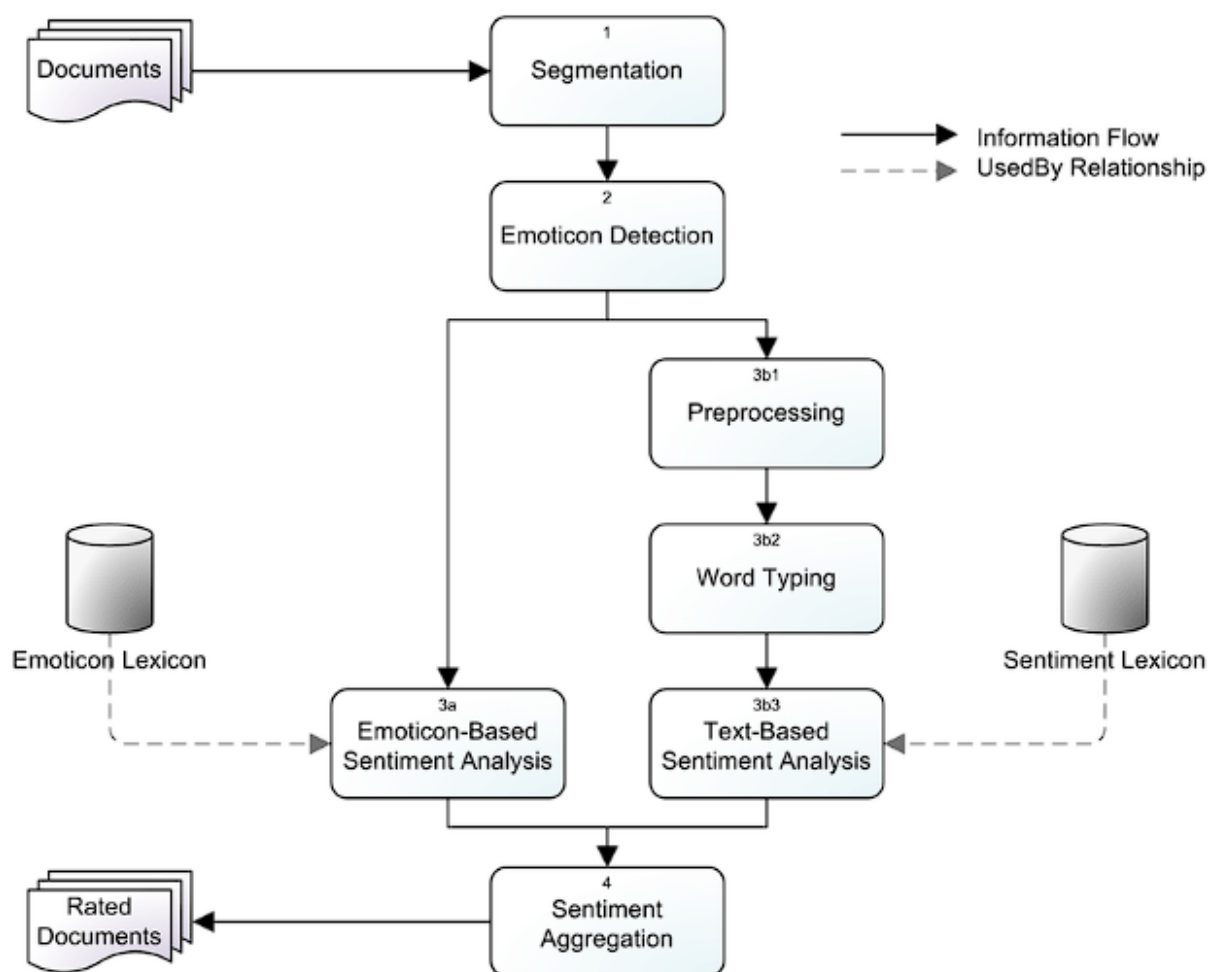 Documents
1
Segmentation
Information Flow
UsedBy Relationship
2
Emoticon Detection
3b1
Preprocessing
3b2
Word Typing
Emoticon Lexicon
Sentiment Lexicon
3a
Emoticon-Based
Sentiment Analysis
3b3
Text-Based
Sentiment Analysis
4
Sentiment
Aggregation
Rated
Documents